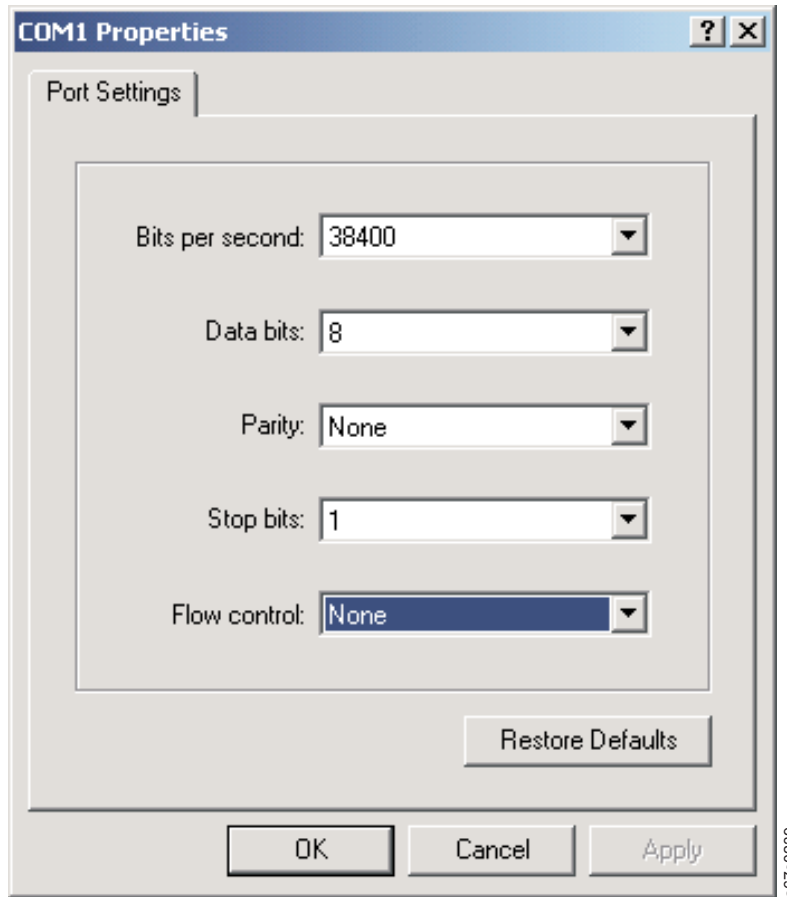 COM1 Properties
Port Settings
Bits per second: 38400
Data bits: 8
Parity: None
Stop bits: 1
Flow control: None
Restore Defaults
OK Cancel Apply